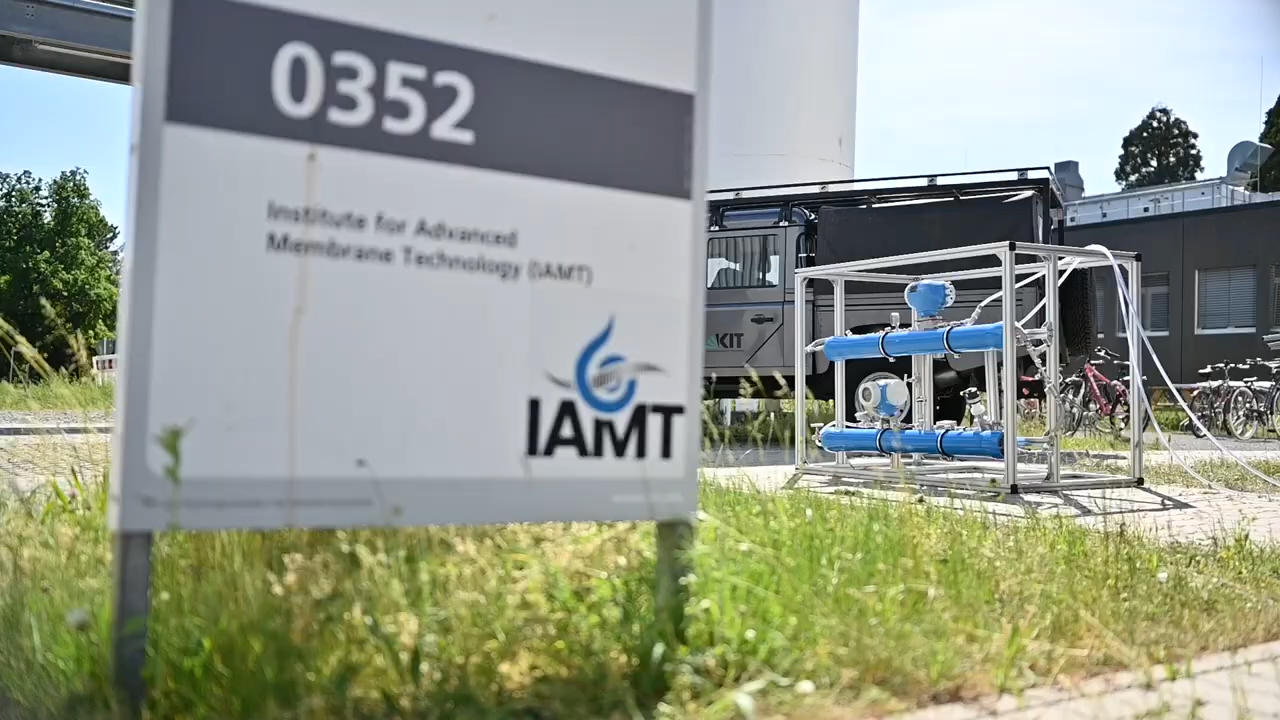 0352
Institute for Advanced
Membrane Technology (IAMT)
IAMT
KIT